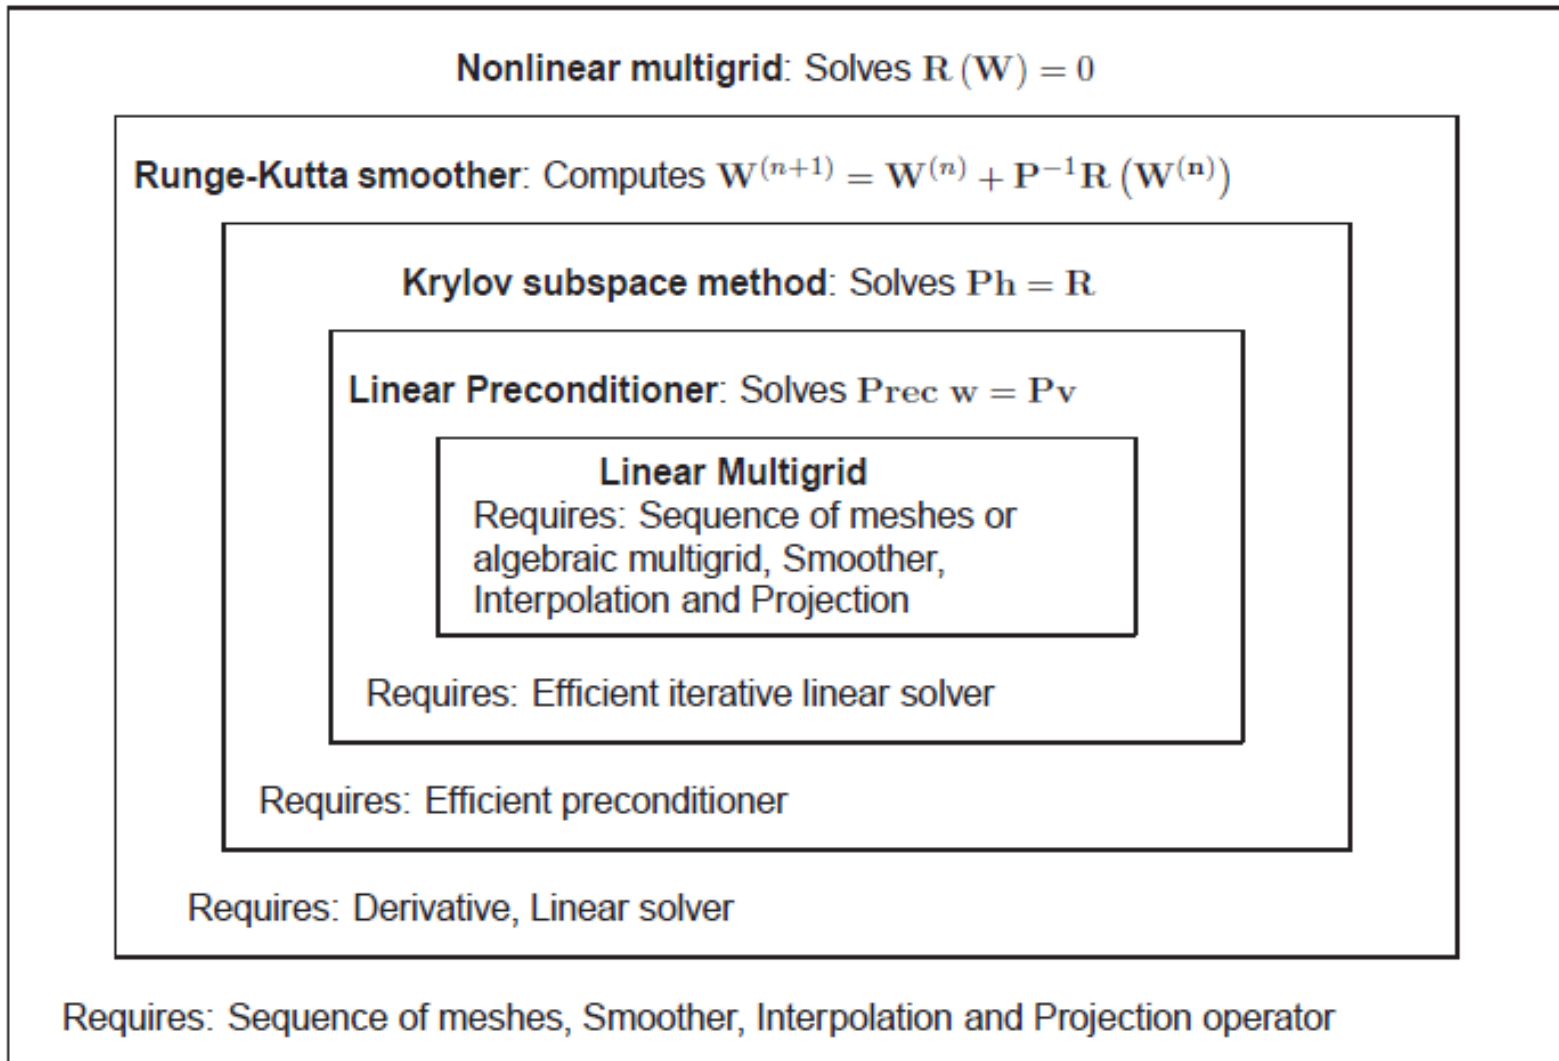 Nonlinear multigrid: Solves R (W) = 0
Runge-Kutta smoother: Computes W^(n+1) = W^(n) + P^−1 R (W^(n))
Krylov subspace method: Solves Ph = R
Linear Preconditioner: Solves Prec w = Pv
Linear Multigrid
Requires: Sequence of meshes or
algebraic multigrid, Smoother,
Interpolation and Projection
Requires: Efficient iterative linear solver
Requires: Efficient preconditioner
Requires: Derivative, Linear solver
Requires: Sequence of meshes, Smoother, Interpolation and Projection operator